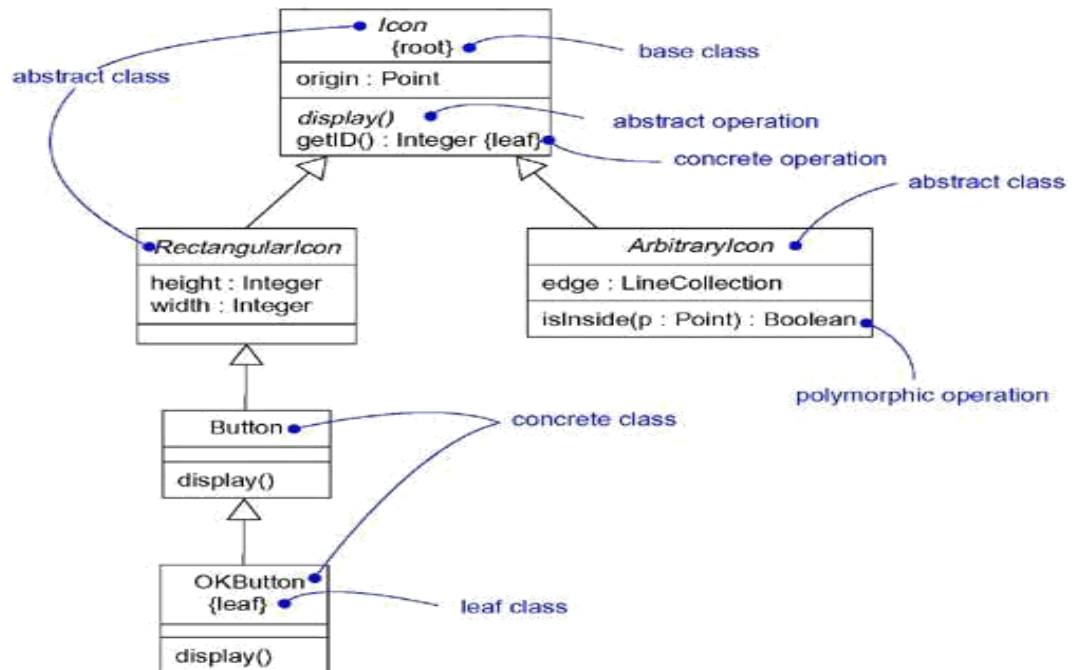 Icon
{root}
base class
abstract class
origin : Point
display()
abstract operation
getID() : Integer {leaf}
concrete operation
abstract class
RectangularIcon
ArbitraryIcon
height : Integer
width : Integer
edge : LineCollection
isInside(p : Point) : Boolean
polymorphic operation
Button
concrete class
display()
OKButton
{leaf}
leaf class
display()